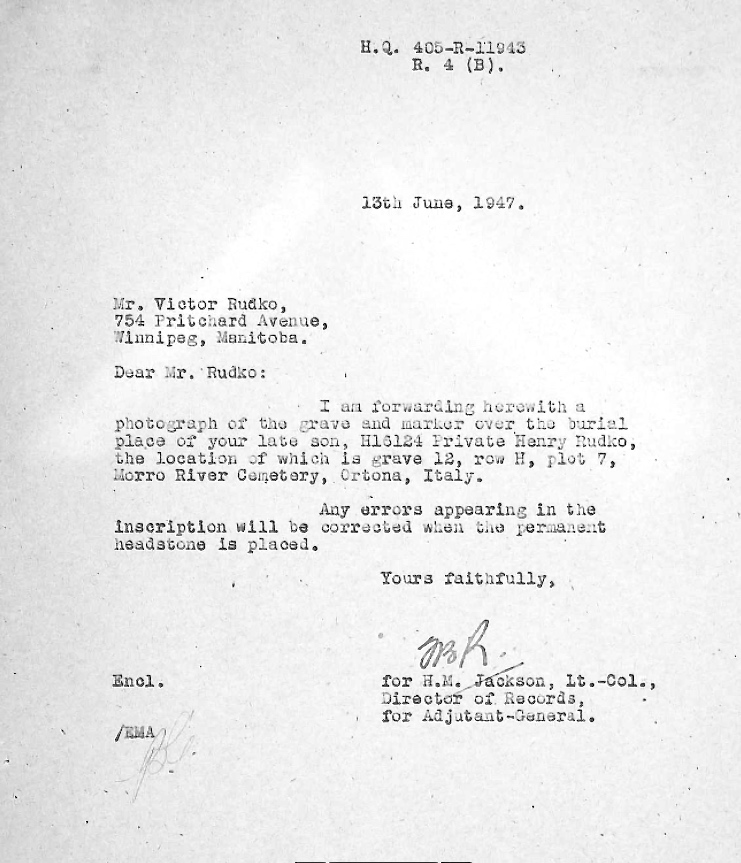 H.Q. 405-R-11943
R. 4 (B).
13th June, 1947.
Mr. Victor Rudko,
754 Pritchard Avenue,
Winnipeg, Manitoba.
Dear Mr. Rudko:
I am forwarding herewith a
photograph of the grave and marker over the burial
place of your late son, H16124 Private Henry Rudko,
the location of which is grave 12, row H, plot 7,
Morro River Cemetery, Ortona, Italy.
Any errors appearing in the
inscription will be corrected when the permanent
headstone is placed.
Yours faithfully,
Encl.
for H.M. Jackson, Lt.-Col.,
Director of Records,
for Adjutant-General.
/EMA